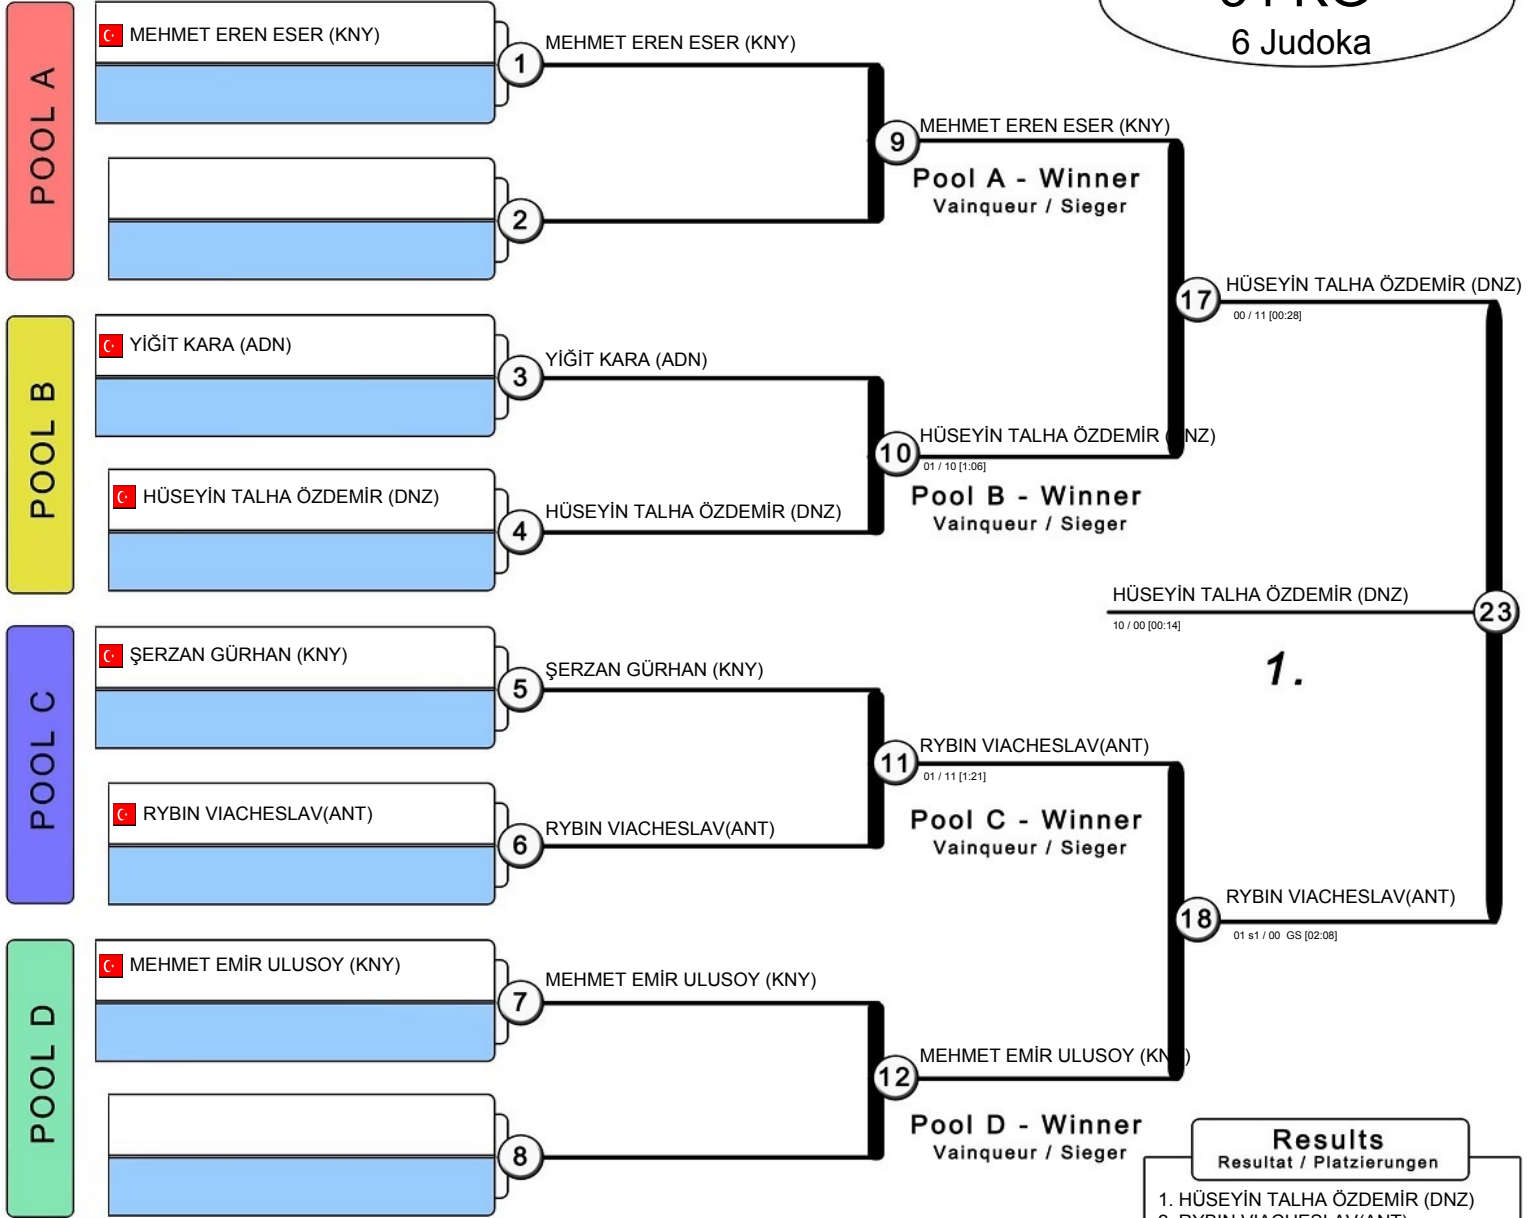 6 Judoka
POOL A
MEHMET EREN ESER (KNY)
1
MEHMET EREN ESER (KNY)
2
9
MEHMET EREN ESER (KNY)
Pool A - Winner
Vainqueur / Sieger
17
HÜSEYİN TALHA ÖZDEMİR (DNZ)
00 / 11 [00:28]
POOL B
YİĞİT KARA (ADN)
3
YİĞİT KARA (ADN)
HÜSEYİN TALHA ÖZDEMİR (DNZ)
4
HÜSEYİN TALHA ÖZDEMİR (DNZ)
10
HÜSEYİN TALHA ÖZDEMİR (DNZ)
01 / 10 [1:06]
Pool B - Winner
Vainqueur / Sieger
HÜSEYİN TALHA ÖZDEMİR (DNZ)
10 / 00 [00:14]
23
1.
POOL C
ŞERZAN GÜRHAN (KNY)
5
ŞERZAN GÜRHAN (KNY)
RYBIN VIACHESLAV(ANT)
6
RYBIN VIACHESLAV(ANT)
11
RYBIN VIACHESLAV(ANT)
01 / 11 [1:21]
Pool C - Winner
Vainqueur / Sieger
18
RYBIN VIACHESLAV(ANT)
01 s1 / 00 GS [02:08]
POOL D
MEHMET EMİR ULUSOY (KNY)
7
MEHMET EMİR ULUSOY (KNY)
8
12
MEHMET EMİR ULUSOY (KNY)
Pool D - Winner
Vainqueur / Sieger
Results
Resultat / Platzierungen
1. HÜSEYİN TALHA ÖZDEMİR (DNZ)
2. RYBIN VIACHESLAV(ANT)